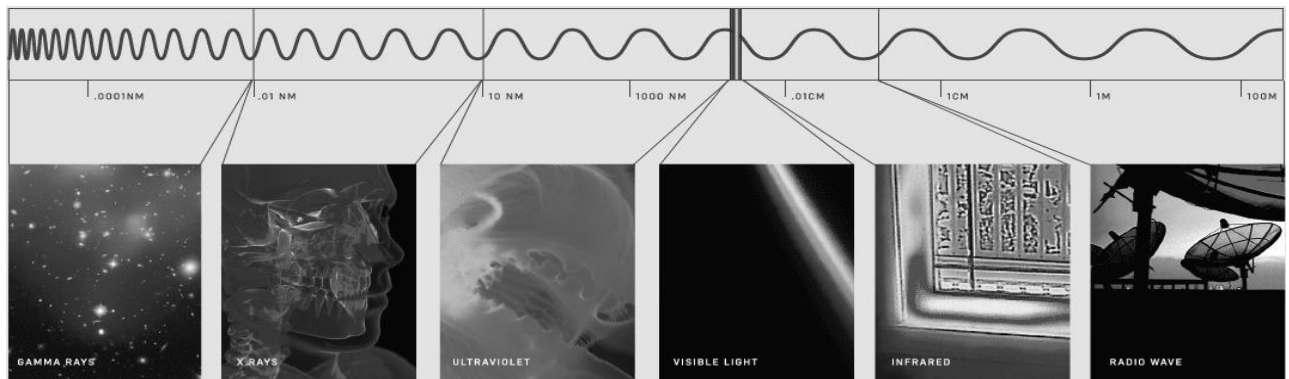 .0001NM
.01 NM
10 NM
1000 NM
.01CM
1CM
1M
100M
GAMMA RAYS
X RAYS
ULTRAVIOLET
VISIBLE LIGHT
INFRARED
RADIO WAVE